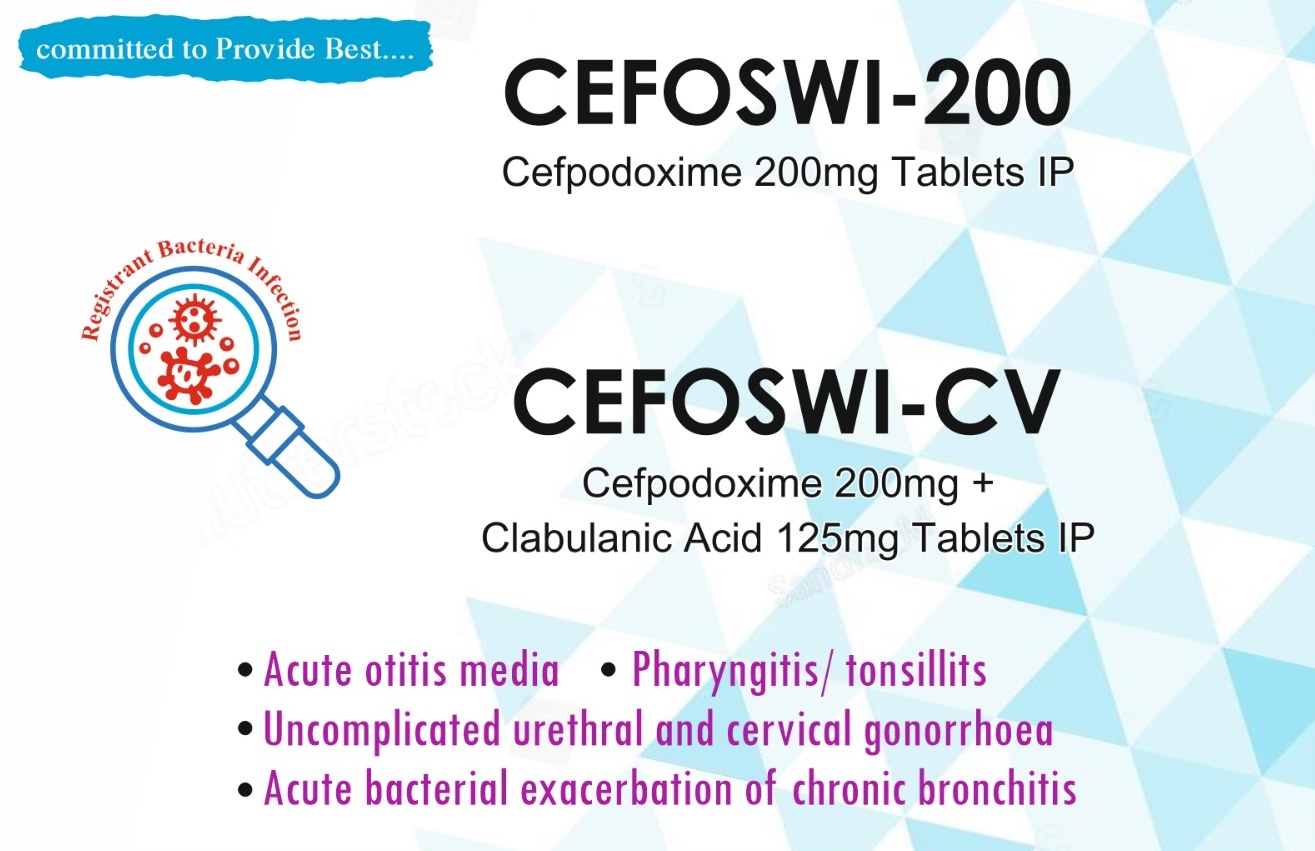 committed to Provide Best....
CEFOSWI-200
Cefpodoxime 200mg Tablets IP
Registrant Bacteria Infection
CEFOSWI-CV
Cefpodoxime 200mg +
Clabulanic Acid 125mg Tablets IP
• Acute otitis media • Pharyngitis/ tonsillits
• Uncomplicated urethral and cervical gonorrhoea
• Acute bacterial exacerbation of chronic bronchitis